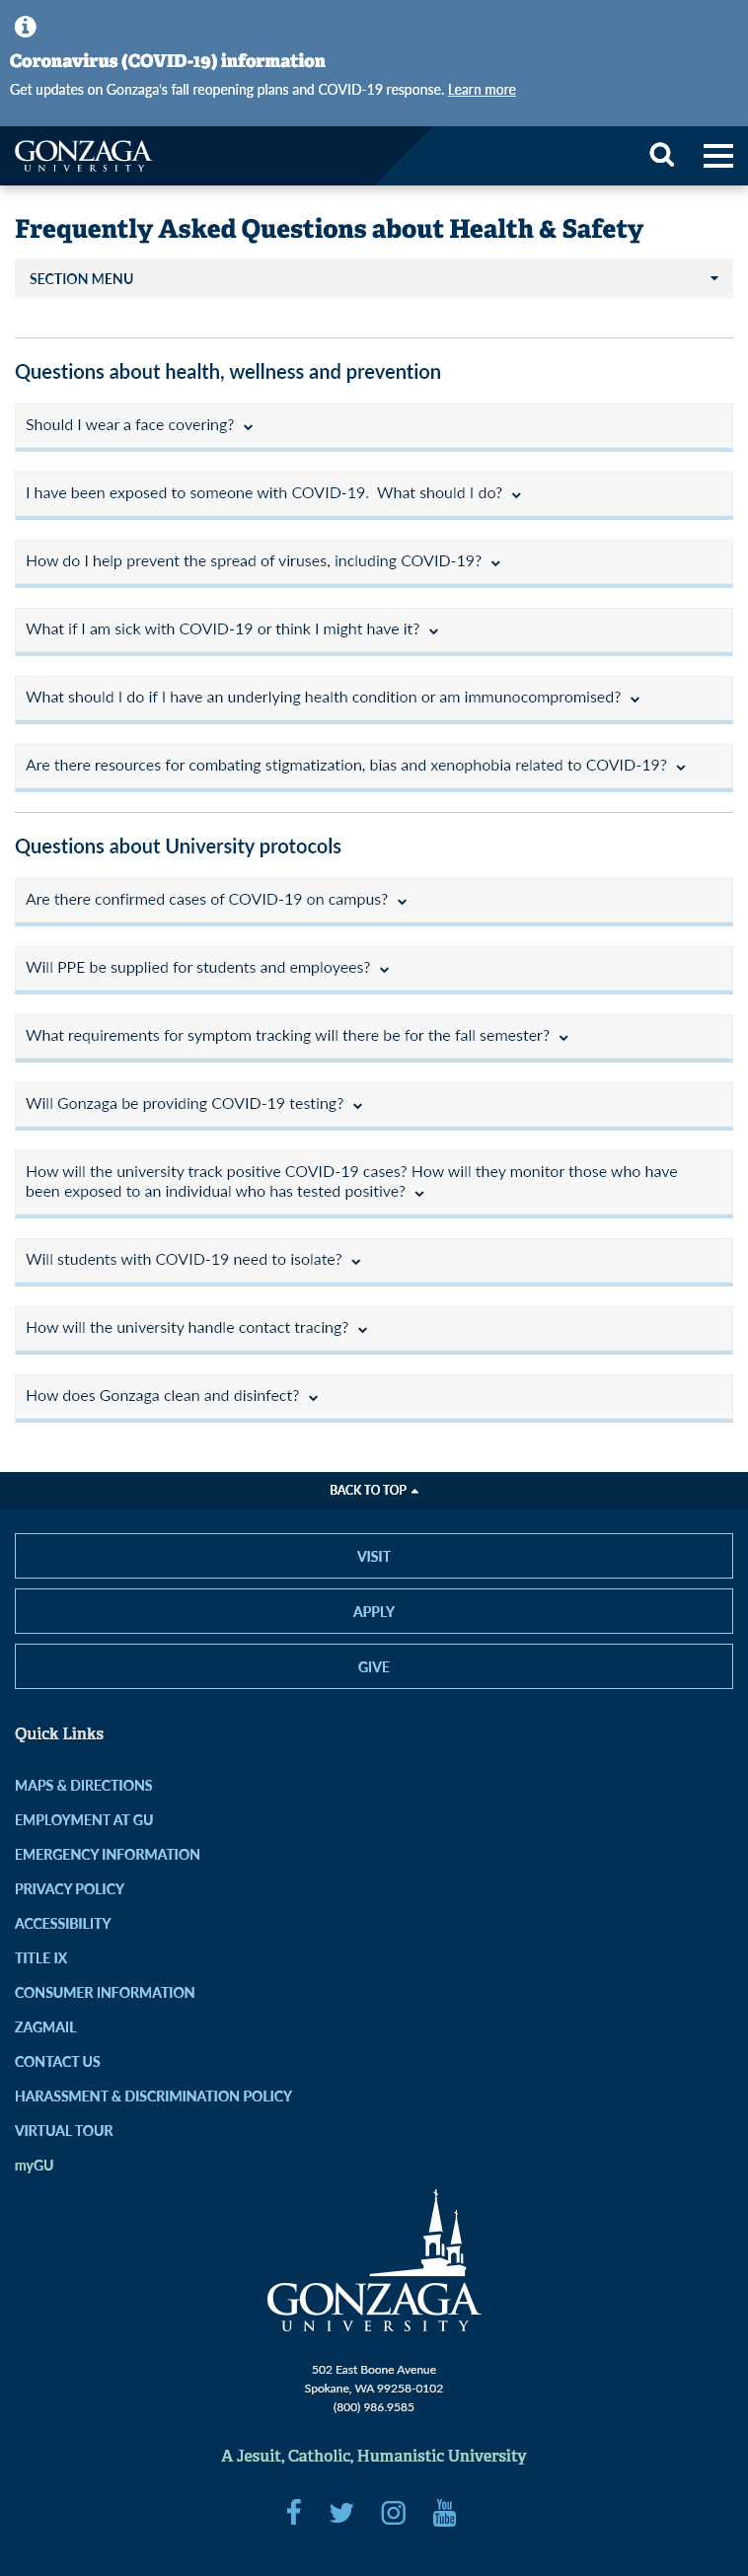 Coronavirus (COVID-19) information
Get updates on Gonzaga's fall reopening plans and COVID-19 response. Learn more
GONZAGA
UNIVERSITY
Frequently Asked Questions about Health & Safety
SECTION MENU
Questions about health, wellness and prevention
Should I wear a face covering?
I have been exposed to someone with COVID-19.  What should I do?
How do I help prevent the spread of viruses, including COVID-19?
What if I am sick with COVID-19 or think I might have it?
What should I do if I have an underlying health condition or am immunocompromised?
Are there resources for combating stigmatization, bias and xenophobia related to COVID-19?
Questions about University protocols
Are there confirmed cases of COVID-19 on campus?
Will PPE be supplied for students and employees?
What requirements for symptom tracking will there be for the fall semester?
Will Gonzaga be providing COVID-19 testing?
How will the university track positive COVID-19 cases? How will they monitor those who have
been exposed to an individual who has tested positive?
Will students with COVID-19 need to isolate?
How will the university handle contact tracing?
How does Gonzaga clean and disinfect?
BACK TO TOP
VISIT
APPLY
GIVE
Quick Links
MAPS & DIRECTIONS
EMPLOYMENT AT GU
EMERGENCY INFORMATION
PRIVACY POLICY
ACCESSIBILITY
TITLE IX
CONSUMER INFORMATION
ZAGMAIL
CONTACT US
HARASSMENT & DISCRIMINATION POLICY
VIRTUAL TOUR
myGU
GONZAGA
UNIVERSITY
502 East Boone Avenue
Spokane, WA 99258-0102
(800) 986.9585
A Jesuit, Catholic, Humanistic University
You
Tube